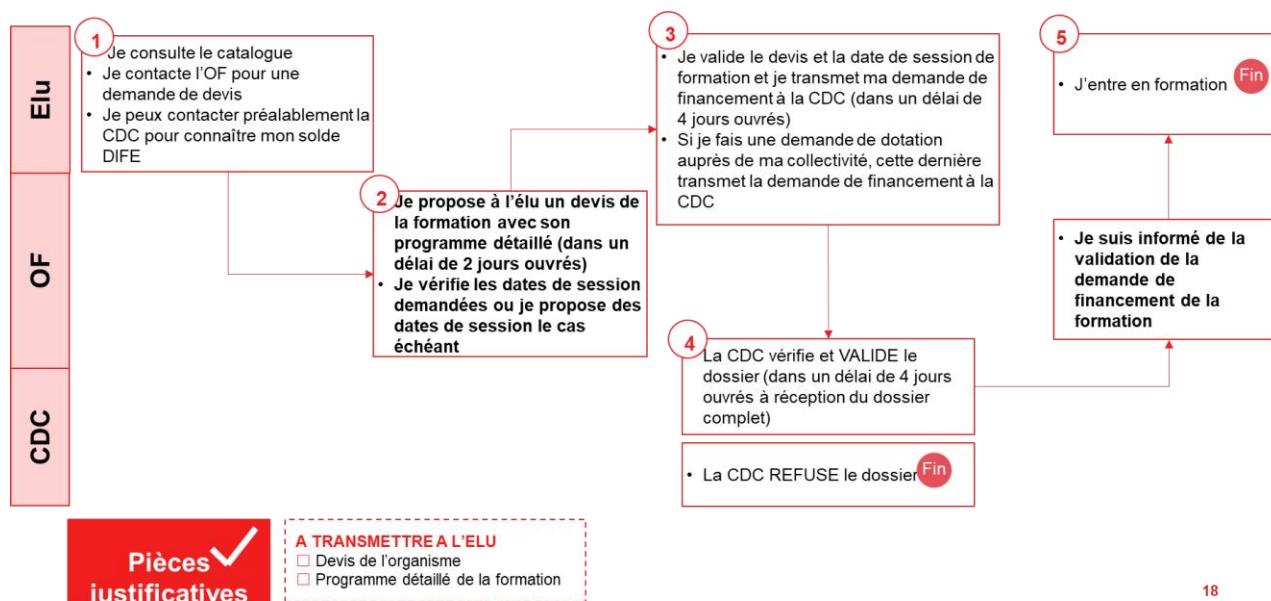 Elu
OF
CDC
1
Je consulte le catalogue
• Je contacte l'OF pour une
demande de devis
• Je peux contacter préalablement la
CDC pour connaître mon solde
DIFE
2
Je propose à l'élu un devis de
la formation avec son
programme détaillé (dans un
délai de 2 jours ouvrés)
• Je vérifie les dates de session
demandées ou je propose des
dates de session le cas
échéant
3
• Je valide le devis et la date de session de
formation et je transmet ma demande de
financement à la CDC (dans un délai de
4 jours ouvrés)
• Si je fais une demande de dotation
auprès de ma collectivité, cette dernière
transmet la demande de financement à la
CDC
4
La CDC vérifie et VALIDE le
dossier (dans un délai de 4 jours
ouvrés à réception du dossier
complet)
• La CDC REFUSE le dossier
Fin
5
• J'entre en formation
Fin
• Je suis informé de la
validation de la
demande de
financement de la
formation
Pièces
justificatives
A TRANSMETTRE A L'ELU
☐ Devis de l'organisme
☐ Programme détaillé de la formation
18